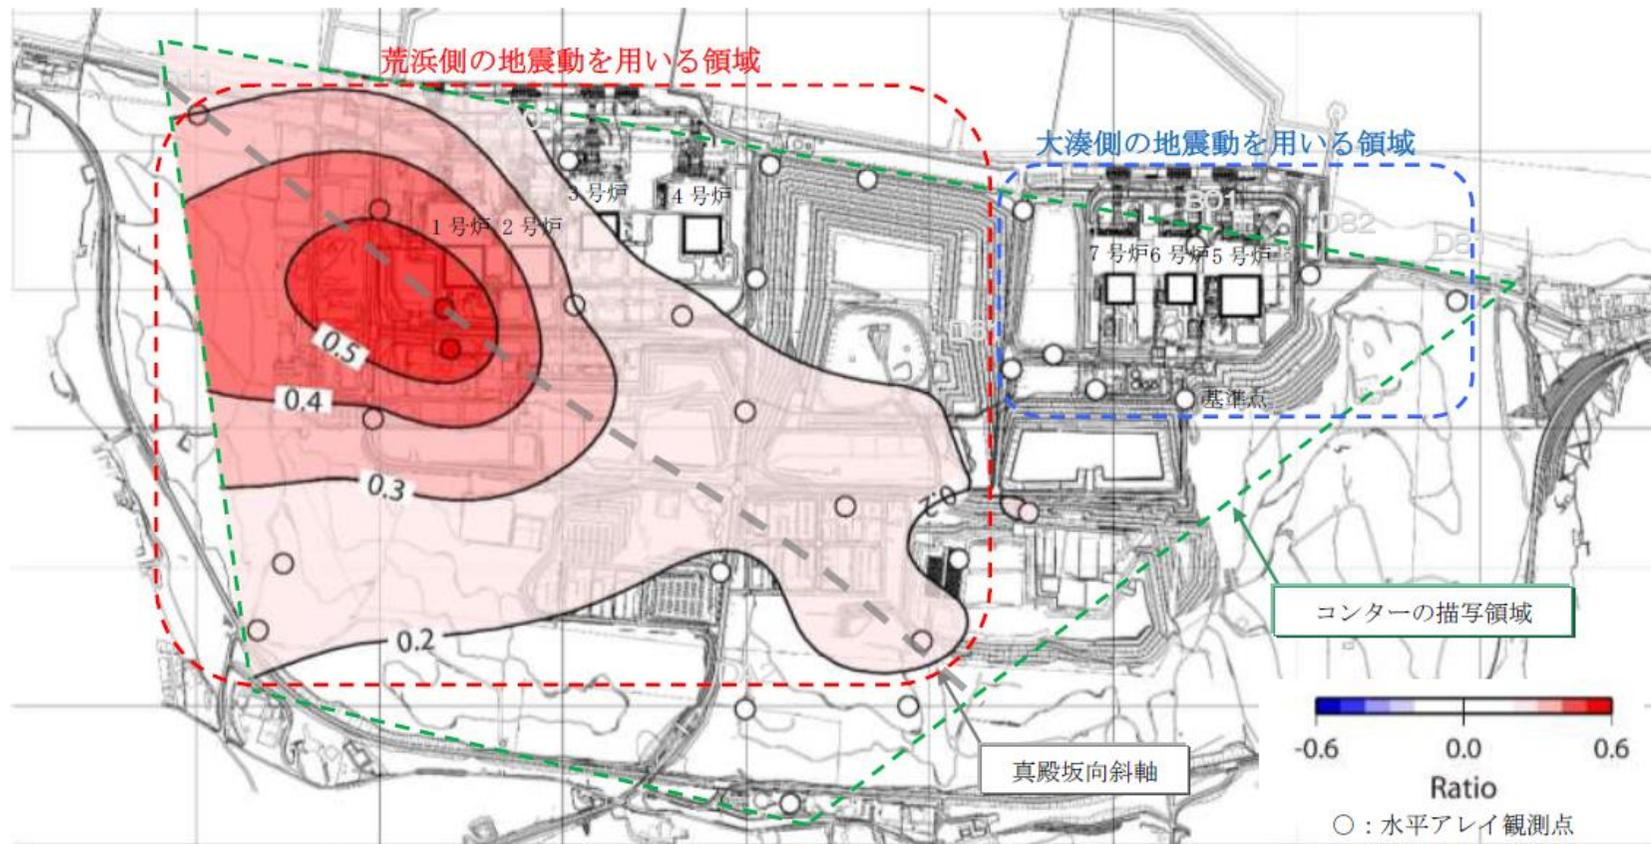 荒浜側の地震動を用いる領域
大湊側の地震動を用いる領域
3号炉
4号炉
1号炉 2号炉
B01
D82
7号炉 6号炉 5号炉
0.5
0.4
基準点
0.3
0.2
0.2
コンターの描写領域
真殿坂向斜軸
-0.6
0.0
0.6
Ratio
○：水平アレイ観測点